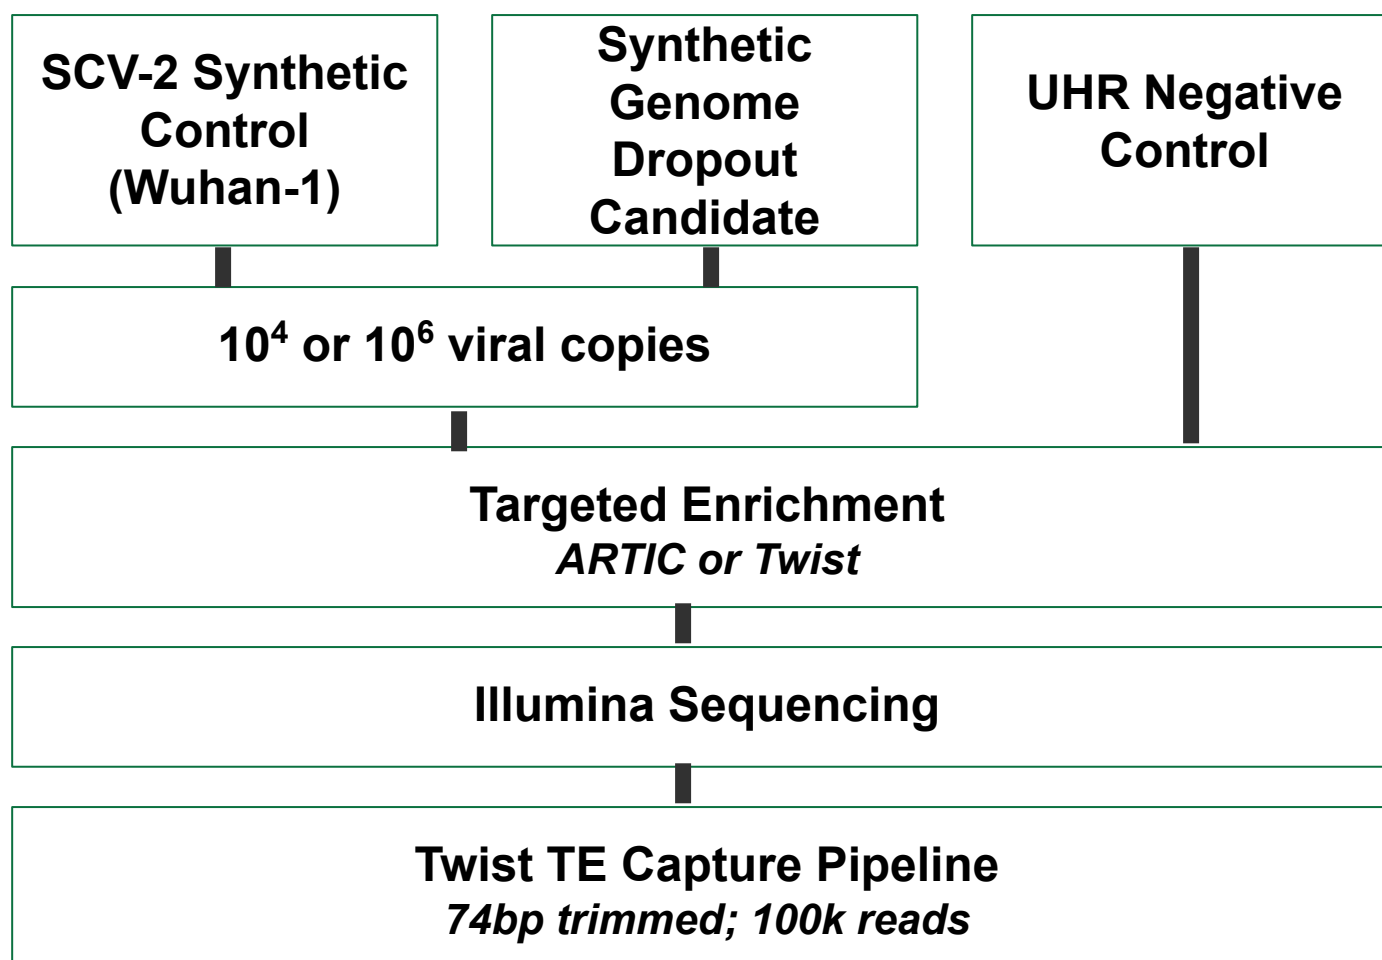 SCV-2 Synthetic
Control
(Wuhan-1)
Synthetic
Genome
Dropout
Candidate
UHR Negative
Control
10⁴ or 10⁶ viral copies
Targeted Enrichment
ARTIC or Twist
Illumina Sequencing
Twist TE Capture Pipeline
74bp trimmed; 100k reads